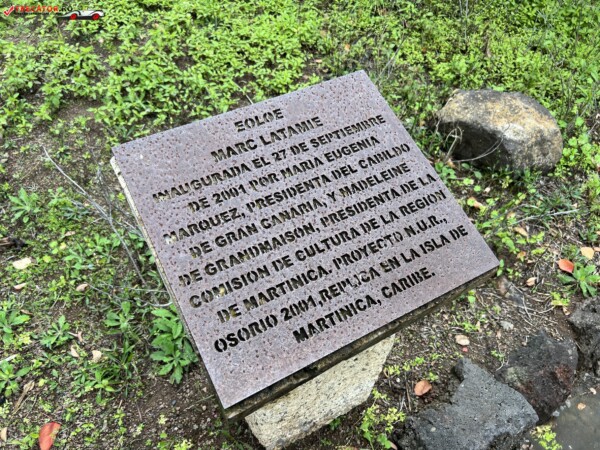 EOLOE
MARC LATAMIE
INAUGURADA EL 27 DE SEPTIEMBRE
DE 2001 POR MARIA EUGENIA
MARQUEZ, PRESIDENTA DEL CABILDO
DE GRAN CANARIA, Y MADELEINE
DE GRANDMAISON, PRESIDENTA DE LA
COMISION DE CULTURA DE LA REGION
DE MARTINICA. PROYECTO N.U.R.,
OSORIO 2001.REPLICA EN LA ISLA DE
MARTINICA, CARIBE.